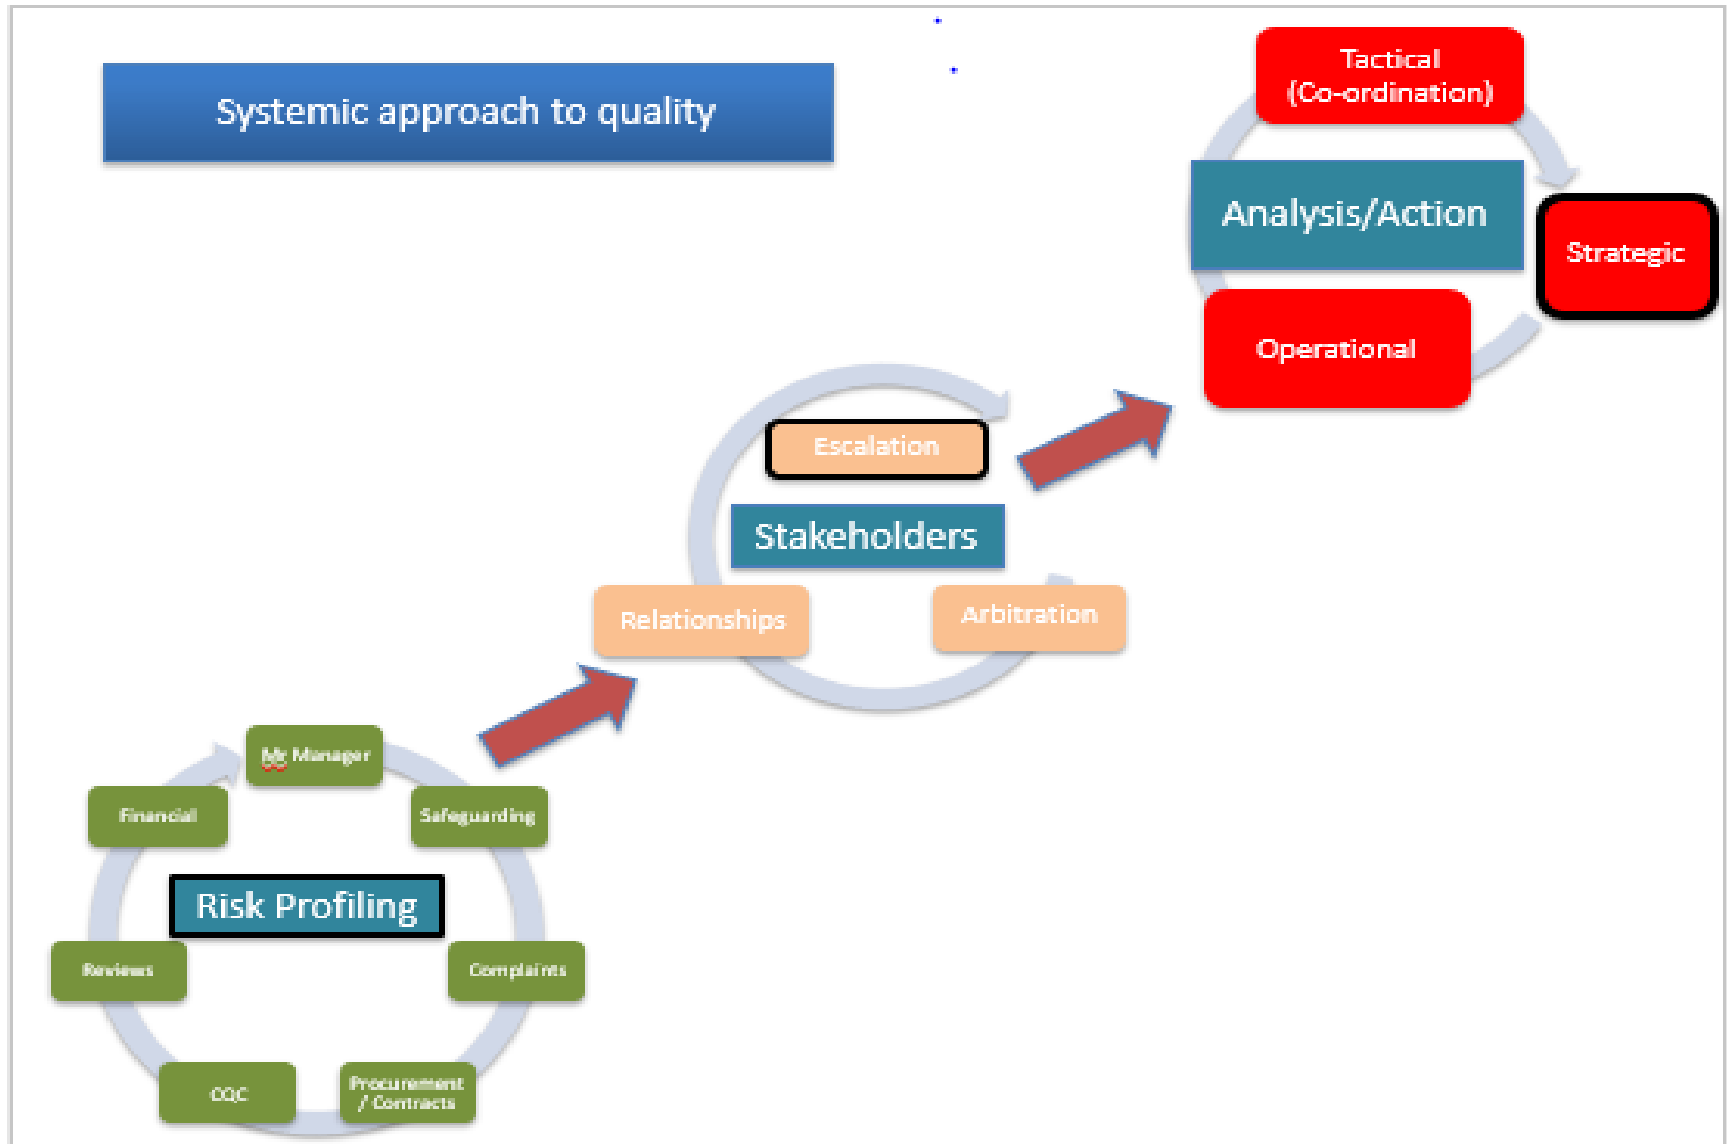 Systemic approach to quality
Tactical
(Co-ordination)
Analysis/Action
Strategic
Operational
Escalation
Stakeholders
Relationships
Arbitration
Mr Manager
Financial
Safeguarding
Risk Profiling
Reviews
Complaints
CQC
Procurement
/ Contracts